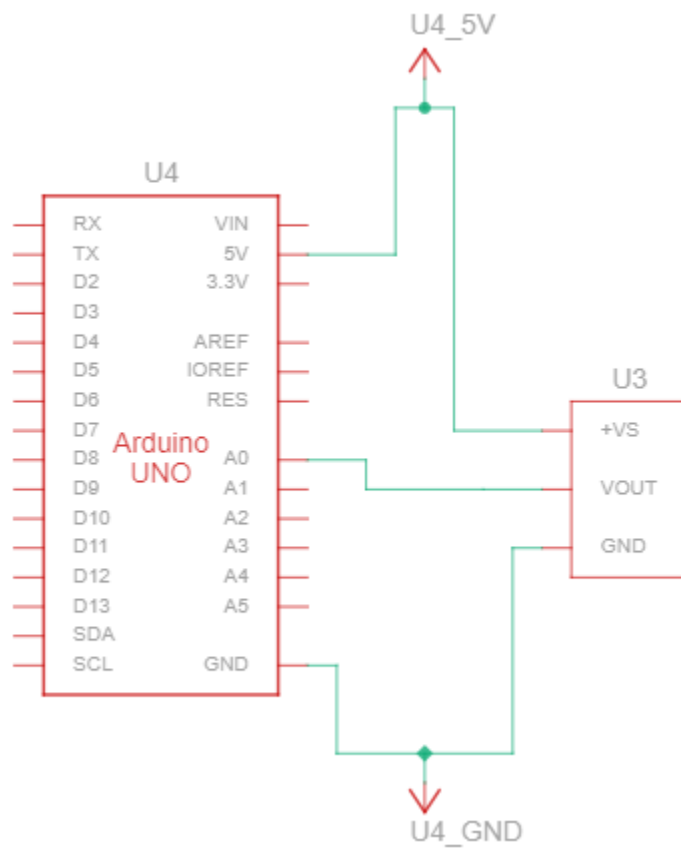 U4_5V
U4
RX
TX
D2
D3
D4
D5
D6
D7
D8
D9
D10
D11
D12
D13
SDA
SCL
Arduino
UNO
VIN
5V
3.3V
AREF
IOREF
RES
A0
A1
A2
A3
A4
A5
GND
U3
+VS
VOUT
GND
U4_GND